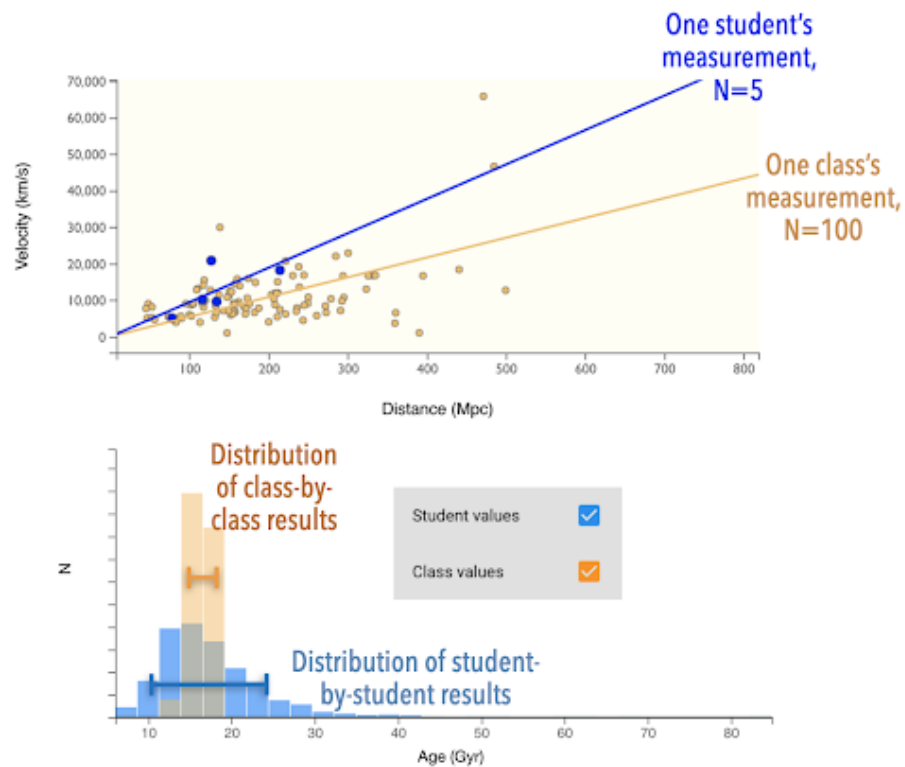 One student's
measurement,
N=5
70,000
60,000
50,000
40,000
30,000
20,000
10,000
0
Velocity (km/s)
One class's
measurement,
N=100
100
200
300
400
500
600
700
800
Distance (Mpc)
Distribution
of class-by-
class results
Student values
Class values
N
Distribution of student-
by-student results
10
20
30
40
50
60
70
80
Age (Gyr)